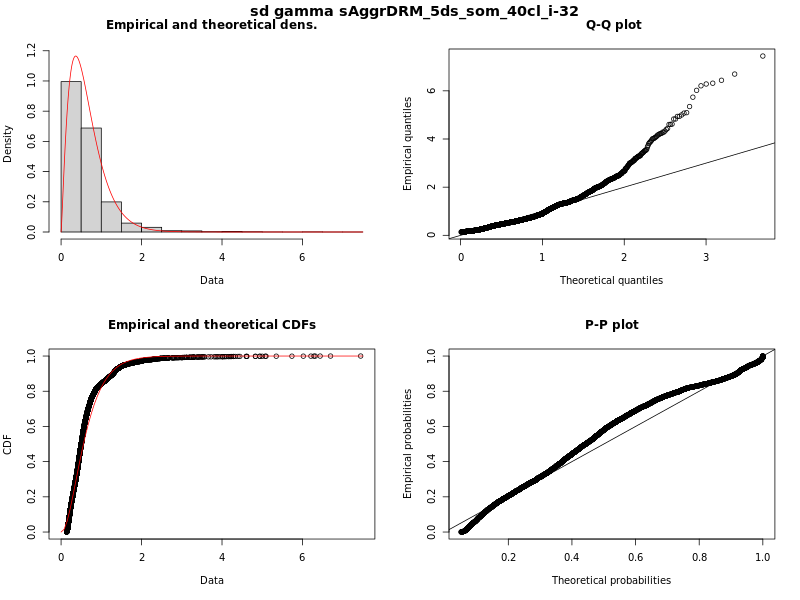 sd gamma sAggrDRM_5ds_som_40cl_i-32
Empirical and theoretical dens.
Density
0.0 0.2 0.4 0.6 0.8 1.0 1.2
0 2 4 6
Data
Q-Q plot
Empirical quantiles
0 2 4 6
0 1 2 3
Theoretical quantiles
Empirical and theoretical CDFs
CDF
0.0 0.2 0.4 0.6 0.8 1.0
0 2 4 6
Data
P-P plot
Empirical probabilities
0.0 0.2 0.4 0.6 0.8 1.0
0.2 0.4 0.6 0.8 1.0
Theoretical probabilities